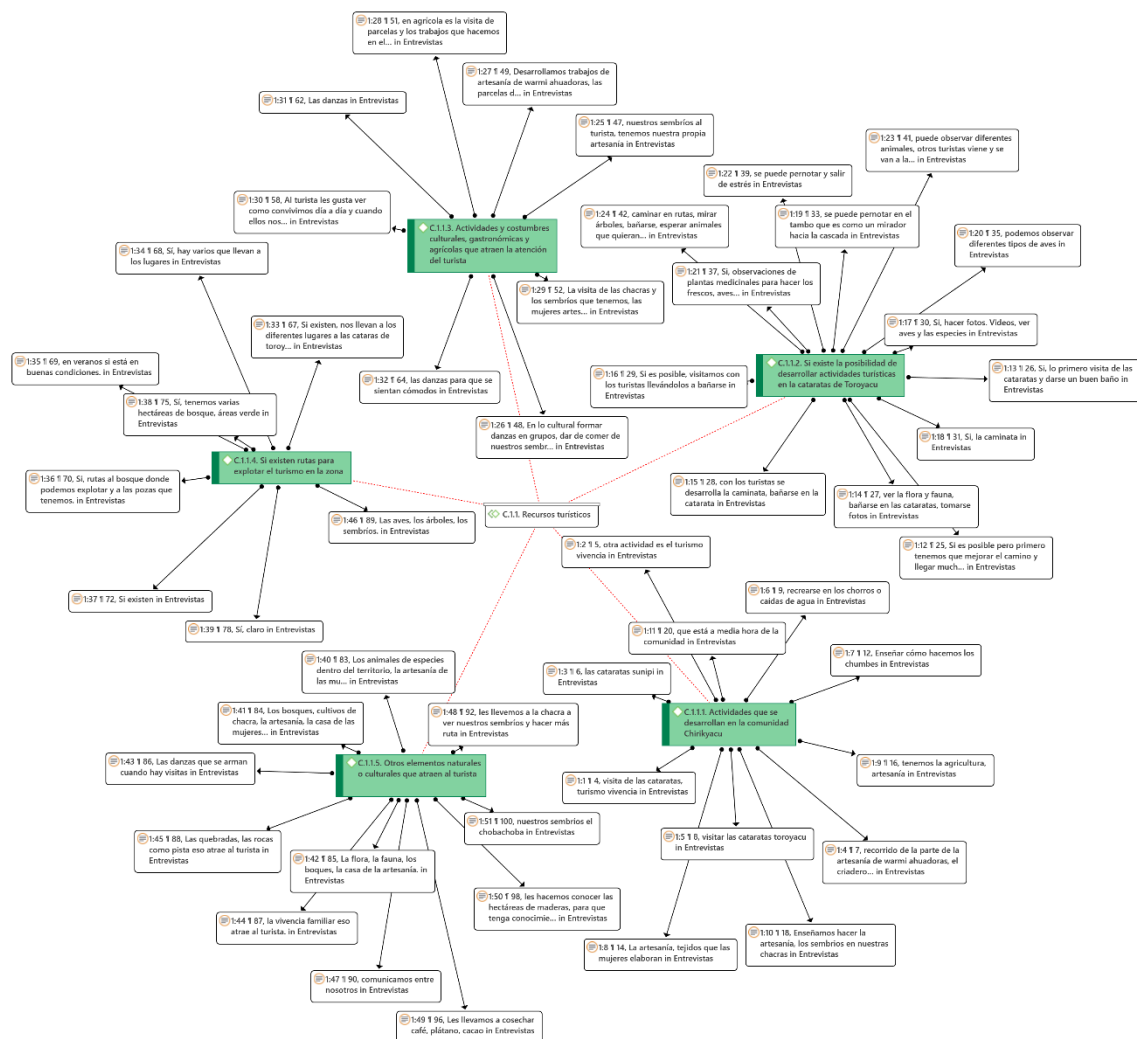 1:28 ¶ 51, en agrícola es la visita de
parcelas y los trabajos que hacemos
en el... in Entrevistas
1:27 ¶ 49, Desarrollamos trabajos de
artesanía de warmi ahuadoras, las
parcelas d... in Entrevistas
1:31 ¶ 62, Las danzas in Entrevistas
1:25 ¶ 47, nuestros sembríos al
turista, tenemos nuestra propia
artesanía in Entrevistas
1:30 ¶ 58, Al turista les gusta ver
como convivimos día a día y cuando
ellos nos... in Entrevistas
C.1.1.3. Actividades y costumbres
culturales, gastronómicas y
agrícolas que atraen la atención
del turista
1:29 ¶ 52, La visita de las chacras y
los sembríos que tenemos, las
mujeres artes... in Entrevistas
1:32 ¶ 64, las danzas para que se
sientan cómodos in Entrevistas
1:26 ¶ 48, En lo cultural formar
danzas en grupos, dar de comer de
nuestros sembr... in
Entrevistas
1:23 ¶ 41, puede observar diferentes
animales, otros turistas viene y se
van a la... in Entrevistas
1:22 ¶ 39, se puede pernotar y salir
de estrés in Entrevistas
1:24 ¶ 42, caminar en rutas, mirar
árboles, bañarse, esperar animales
que quieran... in Entrevistas
1:19 ¶ 33, se puede pernotar en el
tambo que es como un mirador
hacia la cascada in Entrevistas
1:20 ¶ 35, podemos observar
diferentes tipos de aves in
Entrevistas
1:21 ¶ 37, Si, observaciones de
plantas medicinales para hacer los
frescos, aves... in Entrevistas
1:17 ¶ 30, Si, hacer fotos. Videos, ver
aves y las especies in Entrevistas
1:16 ¶ 29, Si es posible, visitamos con
los turistas llevándolos a bañarse in
Entrevistas
C.1.1.2. Si existe la posibilidad de
desarrollar actividades turísticas
en la cataratas de Toroyacu
1:13 ¶ 26, Si, lo primero visita de las
cataratas y darse un buen baño in
Entrevistas
1:18 ¶ 31, Si, la caminata in
Entrevistas
1:15 ¶ 28, con los turistas se
desarrolla la caminata, bañarse en la
catarata in Entrevistas
1:14 ¶ 27, ver la flora y fauna,
bañarse en las cataratas, tomarse
fotos in Entrevistas
1:12 ¶ 25, Si es posible pero primero
tenemos que mejorar el camino y
llegar much... in Entrevistas
1:34 ¶ 68, Sí, hay varios que llevan a
los lugares in Entrevistas
1:33 ¶ 67, Si existen, nos llevan a los
diferentes lugares a las cataras de
toroy... in Entrevistas
1:35 ¶ 69, en veranos si está en
buenas condiciones. in Entrevistas
1:38 ¶ 75, Sí, tenemos varias
hectáreas de bosque, áreas verde in
Entrevistas
C.1.1.4. Si existen rutas para
explotar el turismo en la zona
1:36 ¶ 70, Si, rutas al bosque donde
podemos explotar y a las pozas que
tenemos. in Entrevistas
1:46 ¶ 89, Las aves, los árboles, los
sembríos. in Entrevistas
1:37 ¶ 72, Si existen in Entrevistas
1:39 ¶ 78, Sí, claro in Entrevistas
C.1.1. Recursos turísticos
1:2 ¶ 5, otra actividad es el turismo
vivencia in Entrevistas
1:6 ¶ 9, recrearse en los chorros o
caídas de agua in Entrevistas
1:11 ¶ 20, que está a media hora de la
comunidad in Entrevistas
1:7 ¶ 12, Enseñar cómo hacemos los
chumbes in Entrevistas
1:3 ¶ 6, las cataratas sunipi in
Entrevistas
C.1.1.1. Actividades que se
desarrollan en la comunidad
Chirikyacu
1:9 ¶ 16, tenemos la agricultura,
artesanía in Entrevistas
1:1 ¶ 4, visita de las cataratas,
turismo vivencia in Entrevistas
1:5 ¶ 8, visitar las cataratas toroyacu
in Entrevistas
1:4 ¶ 7, recorrido de la parte de la
artesanía de warmi ahuadoras, el
criadero... in Entrevistas
1:8 ¶ 14, La artesanía, tejidos que las
mujeres elaboran in Entrevistas
1:10 ¶ 18, Enseñamos hacer la
artesanía, los sembrios en nuestras
chacras in Entrevistas
1:40 ¶ 83, Los animales de especies
dentro del territorio, la artesanía de
las mu... in Entrevistas
1:41 ¶ 84, Los bosques, cultivos de
chacra, la artesanía, la casa de las
mujeres... in Entrevistas
1:48 ¶ 92, les llevemos a la chacra a
ver nuestros sembríos y hacer más
ruta in Entrevistas
1:43 ¶ 86, Las danzas que se arman
cuando hay visitas in Entrevistas
C.1.1.5. Otros elementos naturales
o culturales que atraen al turista
1:51 ¶ 100, nuestros sembrios el
chobachoba in Entrevistas
1:45 ¶ 88, Las quebradas, las rocas
como pista eso atrae al turista in
Entrevistas
1:42 ¶ 85, La flora, la fauna, los
boques, la casa de la artesanía. in
Entrevistas
1:50 ¶ 98, les hacemos conocer las
hectáreas de maderas, para que
tenga conocimie... in Entrevistas
1:44 ¶ 87, la vivencia familiar eso
atrae al turista. in Entrevistas
1:47 ¶ 90, comunicamos entre
nosotros in Entrevistas
1:49 ¶ 96, Les llevamos a cosechar
café, plátano, cacao in Entrevistas